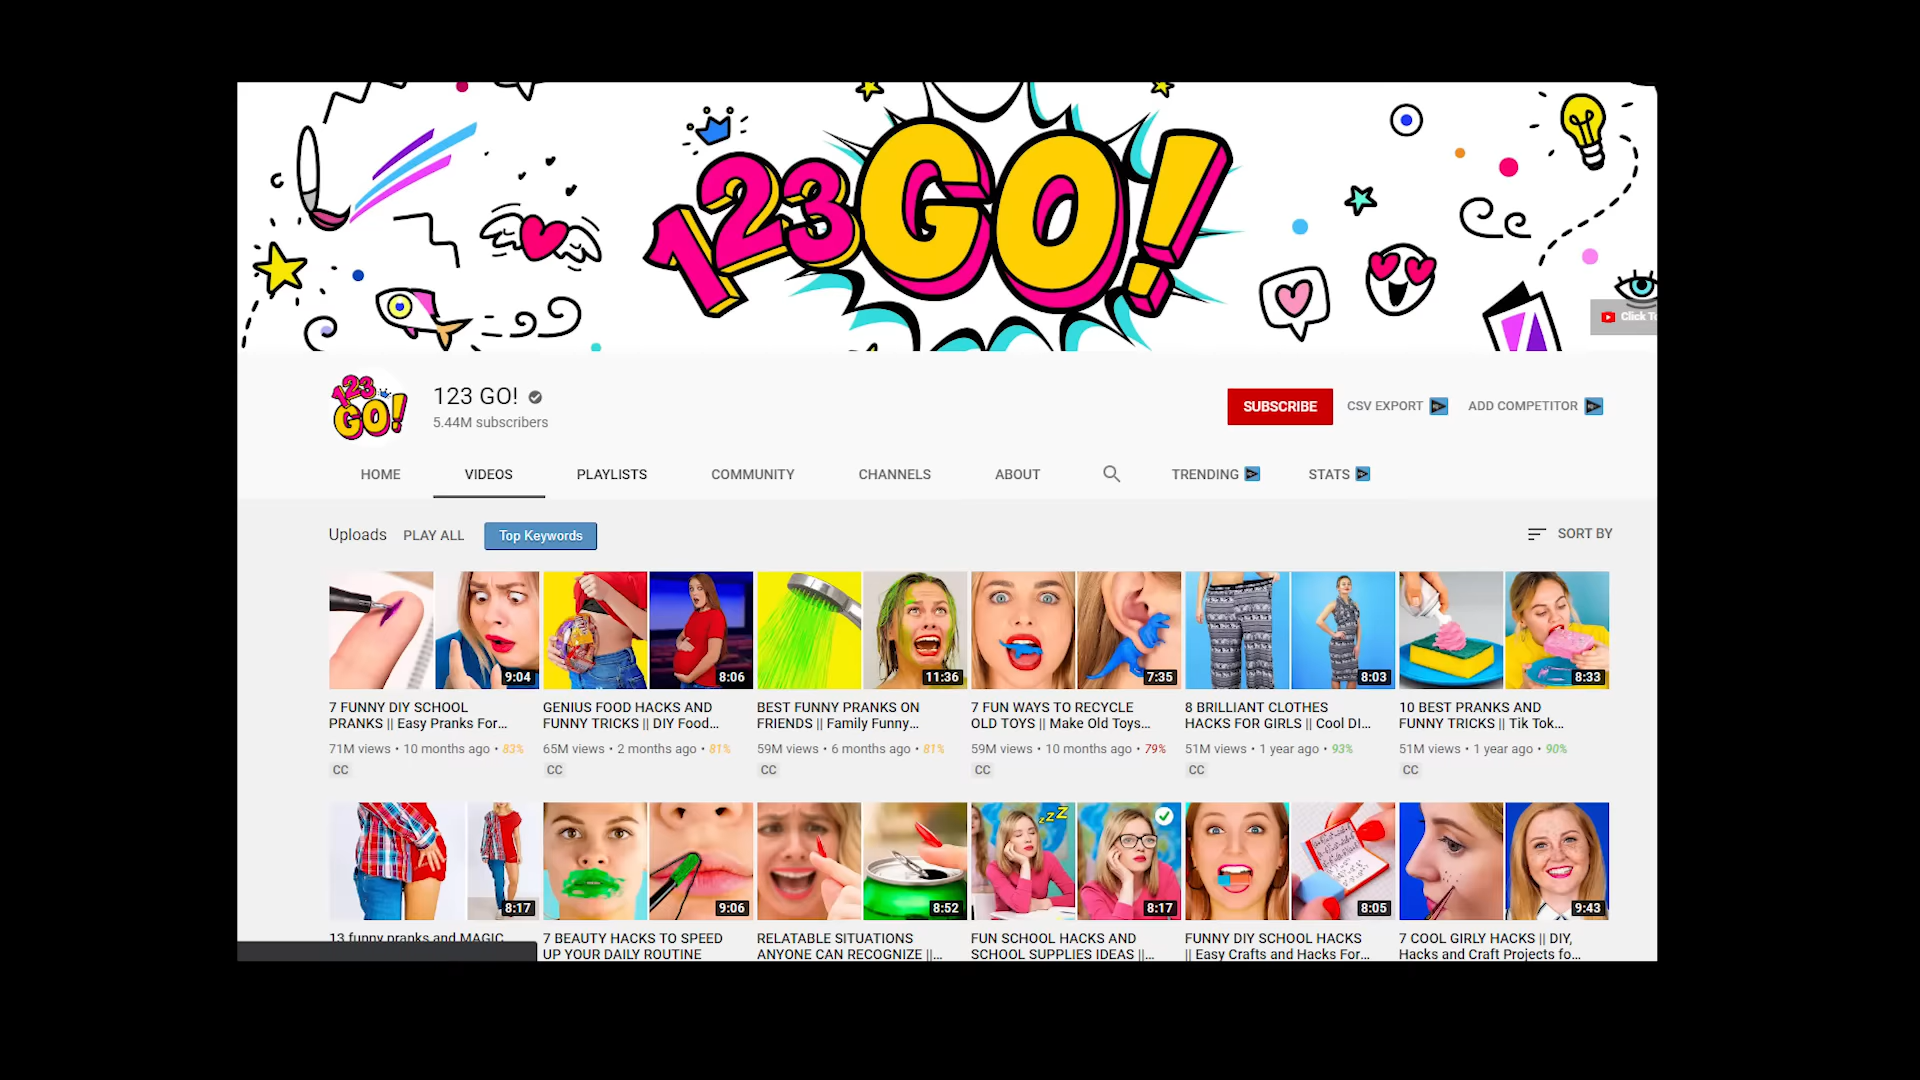 123 GO!
Click To
123 GO!
123 GO!
5.44M subscribers
SUBSCRIBE
CSV EXPORT
ADD COMPETITOR
HOME
VIDEOS
PLAYLISTS
COMMUNITY
CHANNELS
ABOUT
TRENDING
STATS
Uploads
PLAY ALL
Top Keywords
SORT BY
9:04
8:06
11:36
7:35
8:03
8:33
7 FUNNY DIY SCHOOL
PRANKS || Easy Pranks For...
71M views • 10 months ago • 83%
CC
GENIUS FOOD HACKS AND
FUNNY TRICKS || DIY Food...
65M views • 2 months ago • 81%
CC
BEST FUNNY PRANKS ON
FRIENDS || Family Funny...
59M views • 6 months ago • 81%
CC
7 FUN WAYS TO RECYCLE
OLD TOYS || Make Old Toys...
59M views • 10 months ago • 79%
CC
8 BRILLIANT CLOTHES
HACKS FOR GIRLS || Cool DI...
51M views • 1 year ago • 93%
CC
10 BEST PRANKS AND
FUNNY TRICKS || Tik Tok...
51M views • 1 year ago • 90%
CC
8:17
9:06
8:52
zzZ
8:17
8:05
9:43
13 funny pranks and MAGIC
7 BEAUTY HACKS TO SPEED
UP YOUR DAILY ROUTINE
RELATABLE SITUATIONS
ANYONE CAN RECOGNIZE ||...
FUN SCHOOL HACKS AND
SCHOOL SUPPLIES IDEAS ||...
FUNNY DIY SCHOOL HACKS
|| Easy Crafts and Hacks For...
7 COOL GIRLY HACKS || DIY,
Hacks and Craft Projects fo...